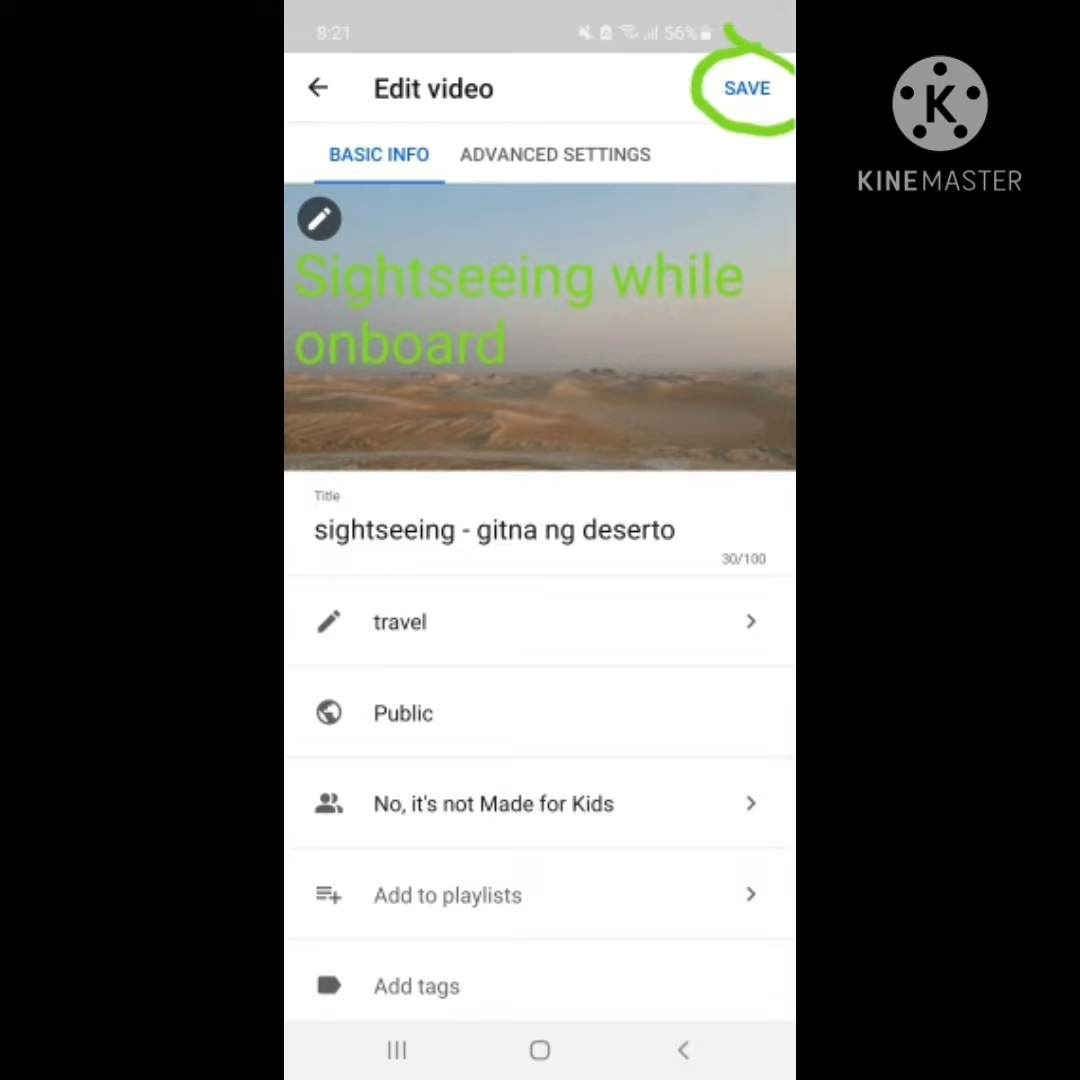 8:21
56%
Edit video
SAVE
KINEMASTER
BASIC INFO
ADVANCED SETTINGS
Sightseeing while
onboard
Title
sightseeing - gitna ng deserto
30/100
travel
Public
No, it's not Made for Kids
Add to playlists
Add tags